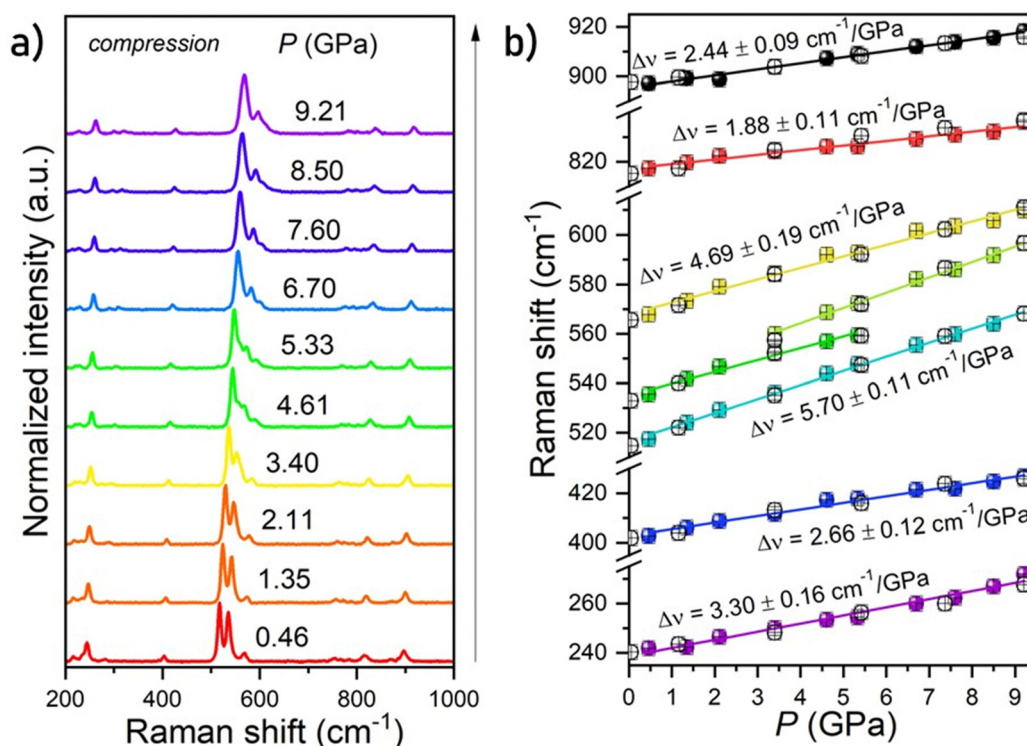 a)
compression
P (GPa)
9.21
8.50
7.60
6.70
5.33
4.61
3.40
2.11
1.35
0.46
Normalized intensity (a.u.)
200 400 600 800 1000
Raman shift (cm⁻¹)
b)
Δν = 2.44 ± 0.09 cm⁻¹/GPa
Δν = 1.88 ± 0.11 cm⁻¹/GPa
Δν = 4.69 ± 0.19 cm⁻¹/GPa
Δν = 5.70 ± 0.11 cm⁻¹/GPa
Δν = 2.66 ± 0.12 cm⁻¹/GPa
Δν = 3.30 ± 0.16 cm⁻¹/GPa
920
900
820
600
580
560
540
520
420
400
260
240
Raman shift (cm⁻¹)
0 1 2 3 4 5 6 7 8 9
P (GPa)